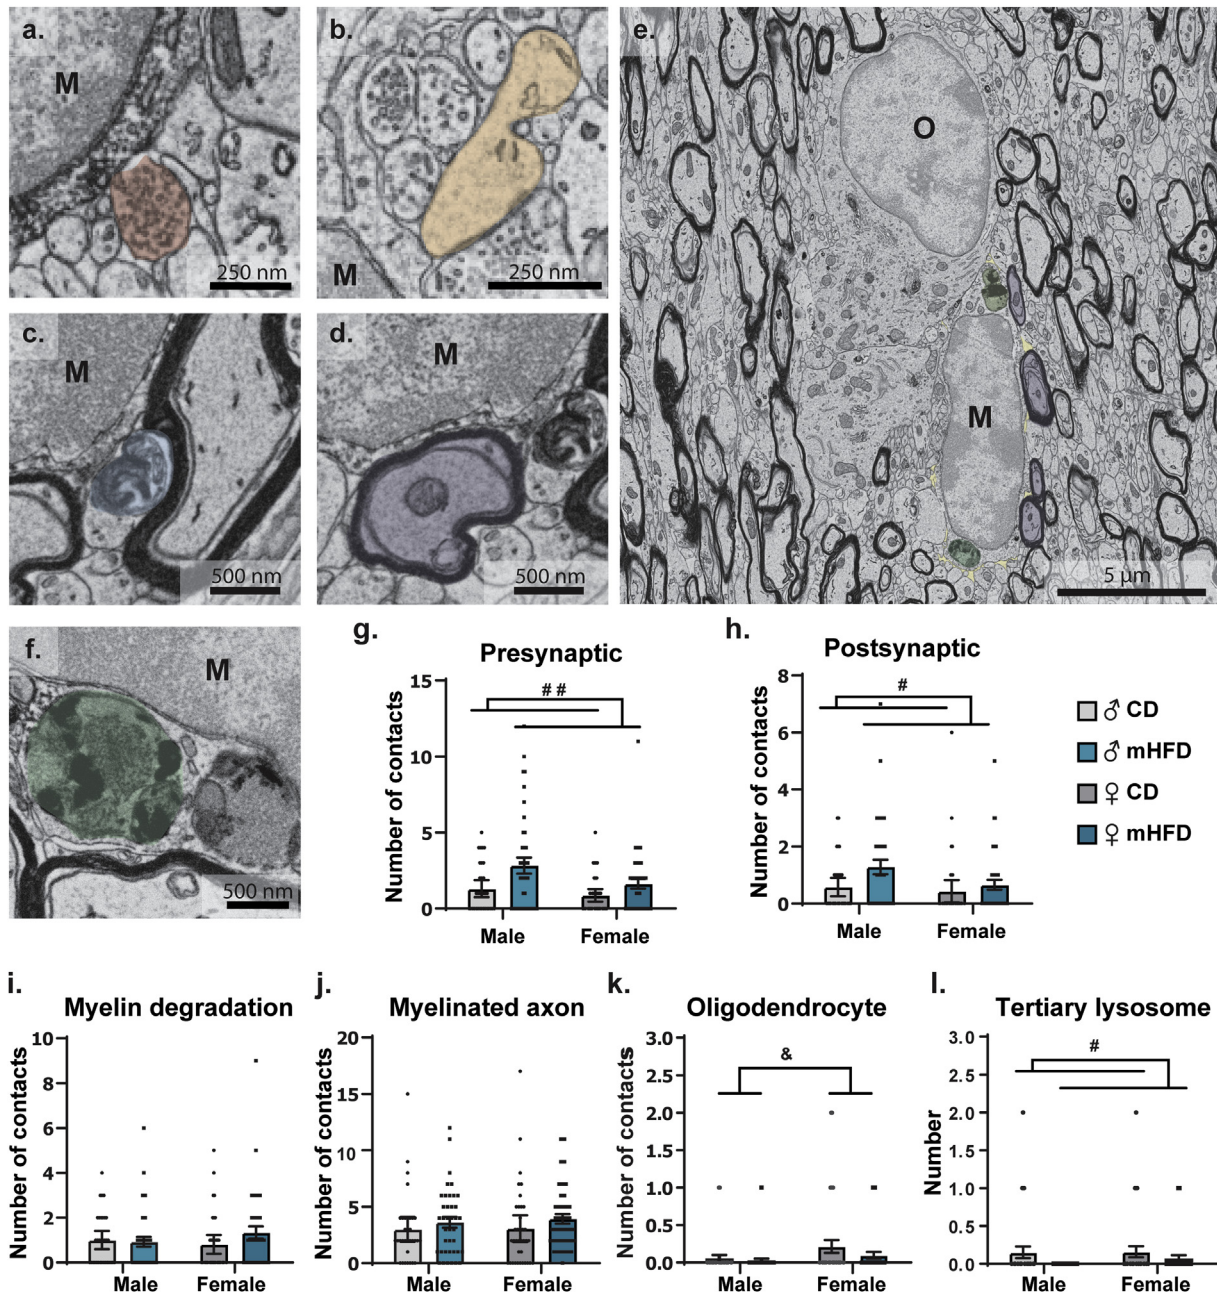 a.
M
250 nm
b.
M
250 nm
c.
M
500 nm
d.
M
500 nm
e.
O
M
5 µm
f.
M
500 nm
g.
Presynaptic
Number of contacts
15
10
5
0
# #
Male
Female
h.
Postsynaptic
Number of contacts
8
6
4
2
0
#
Male
Female
♂ CD
♂ mHFD
♀ CD
♀ mHFD
i.
Myelin degradation
Number of contacts
10
8
6
4
2
0
Male
Female
j.
Myelinated axon
Number of contacts
20
15
10
5
0
Male
Female
k.
Oligodendrocyte
Number of contacts
3.0
2.5
2.0
1.5
1.0
0.5
0.0
&
Male
Female
l.
Tertiary lysosome
Number
3.0
2.5
2.0
1.5
1.0
0.5
0.0
#
Male
Female